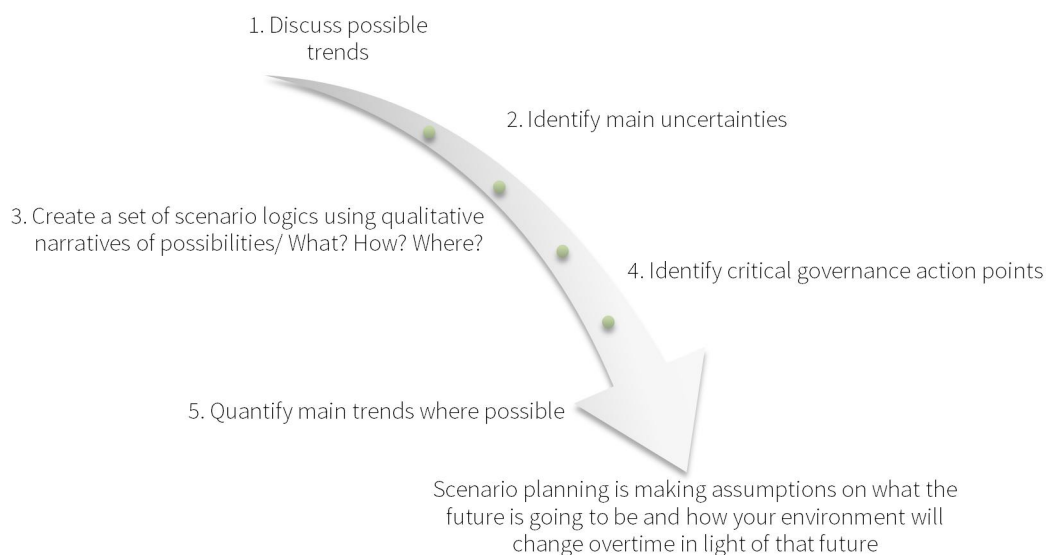 1. Discuss possible
trends
2. Identify main uncertainties
3. Create a set of scenario logics using qualitative
narratives of possibilities/ What? How? Where?
4. Identify critical governance action points
5. Quantify main trends where possible
Scenario planning is making assumptions on what the
future is going to be and how your environment will
change overtime in light of that future